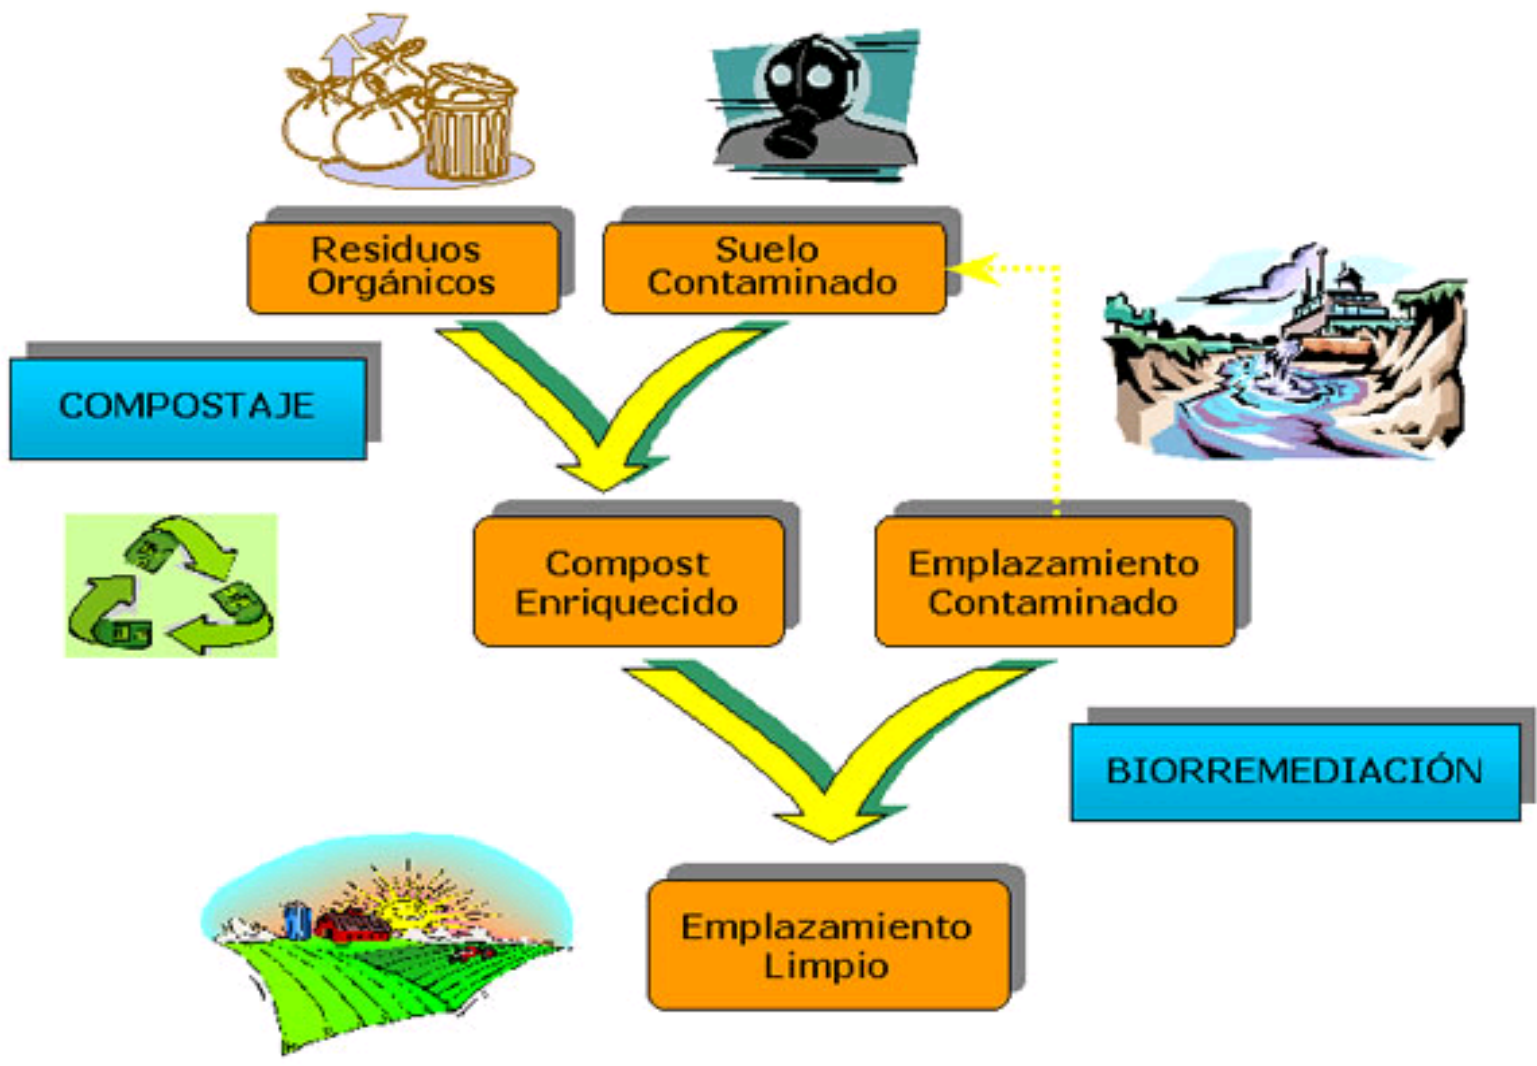 Residuos
Orgánicos
Suelo
Contaminado
COMPOSTAJE
Compost
Enriquecido
Emplazamiento
Contaminado
BIORREMEDIACIÓN
Emplazamiento
Limpio